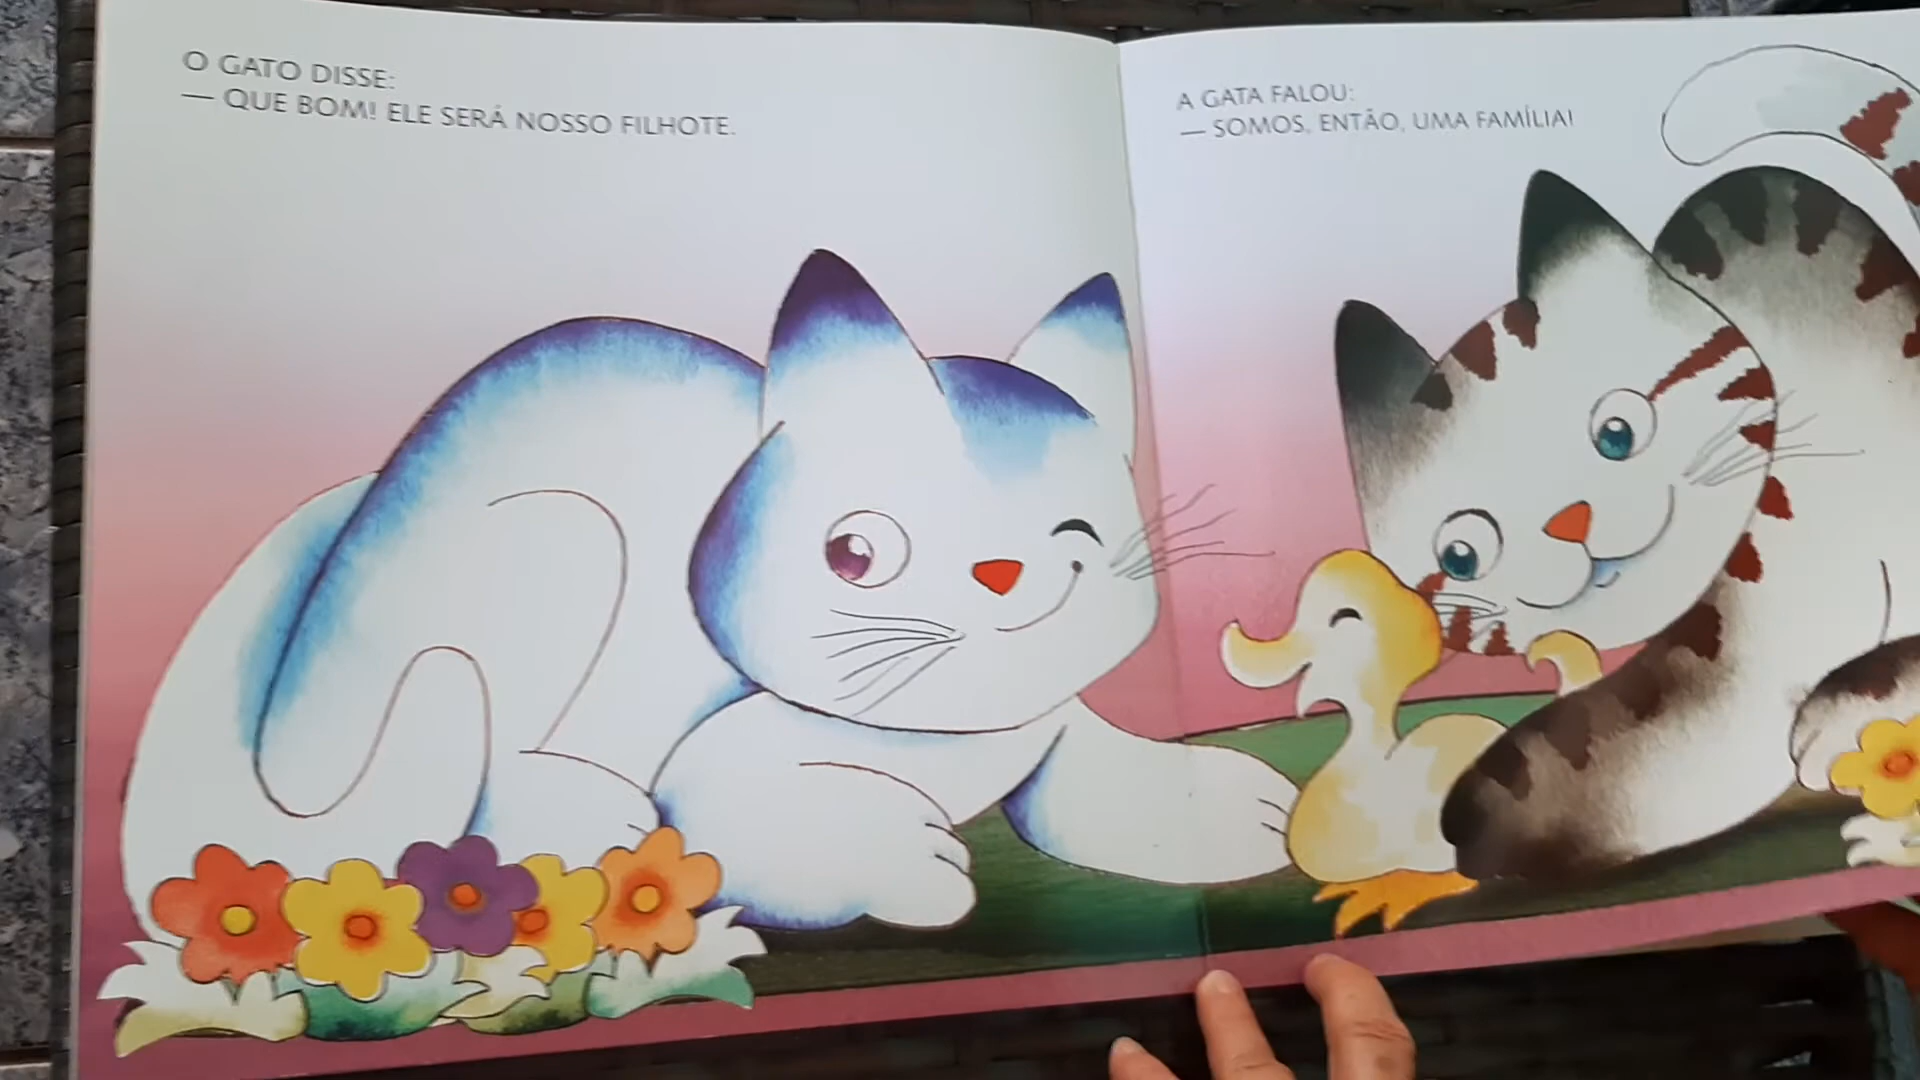 O GATO DISSE:
— QUE BOM! ELE SERÁ NOSSO FILHOTE.
A GATA FALOU:
— SOMOS, ENTÃO, UMA FAMÍLIA!